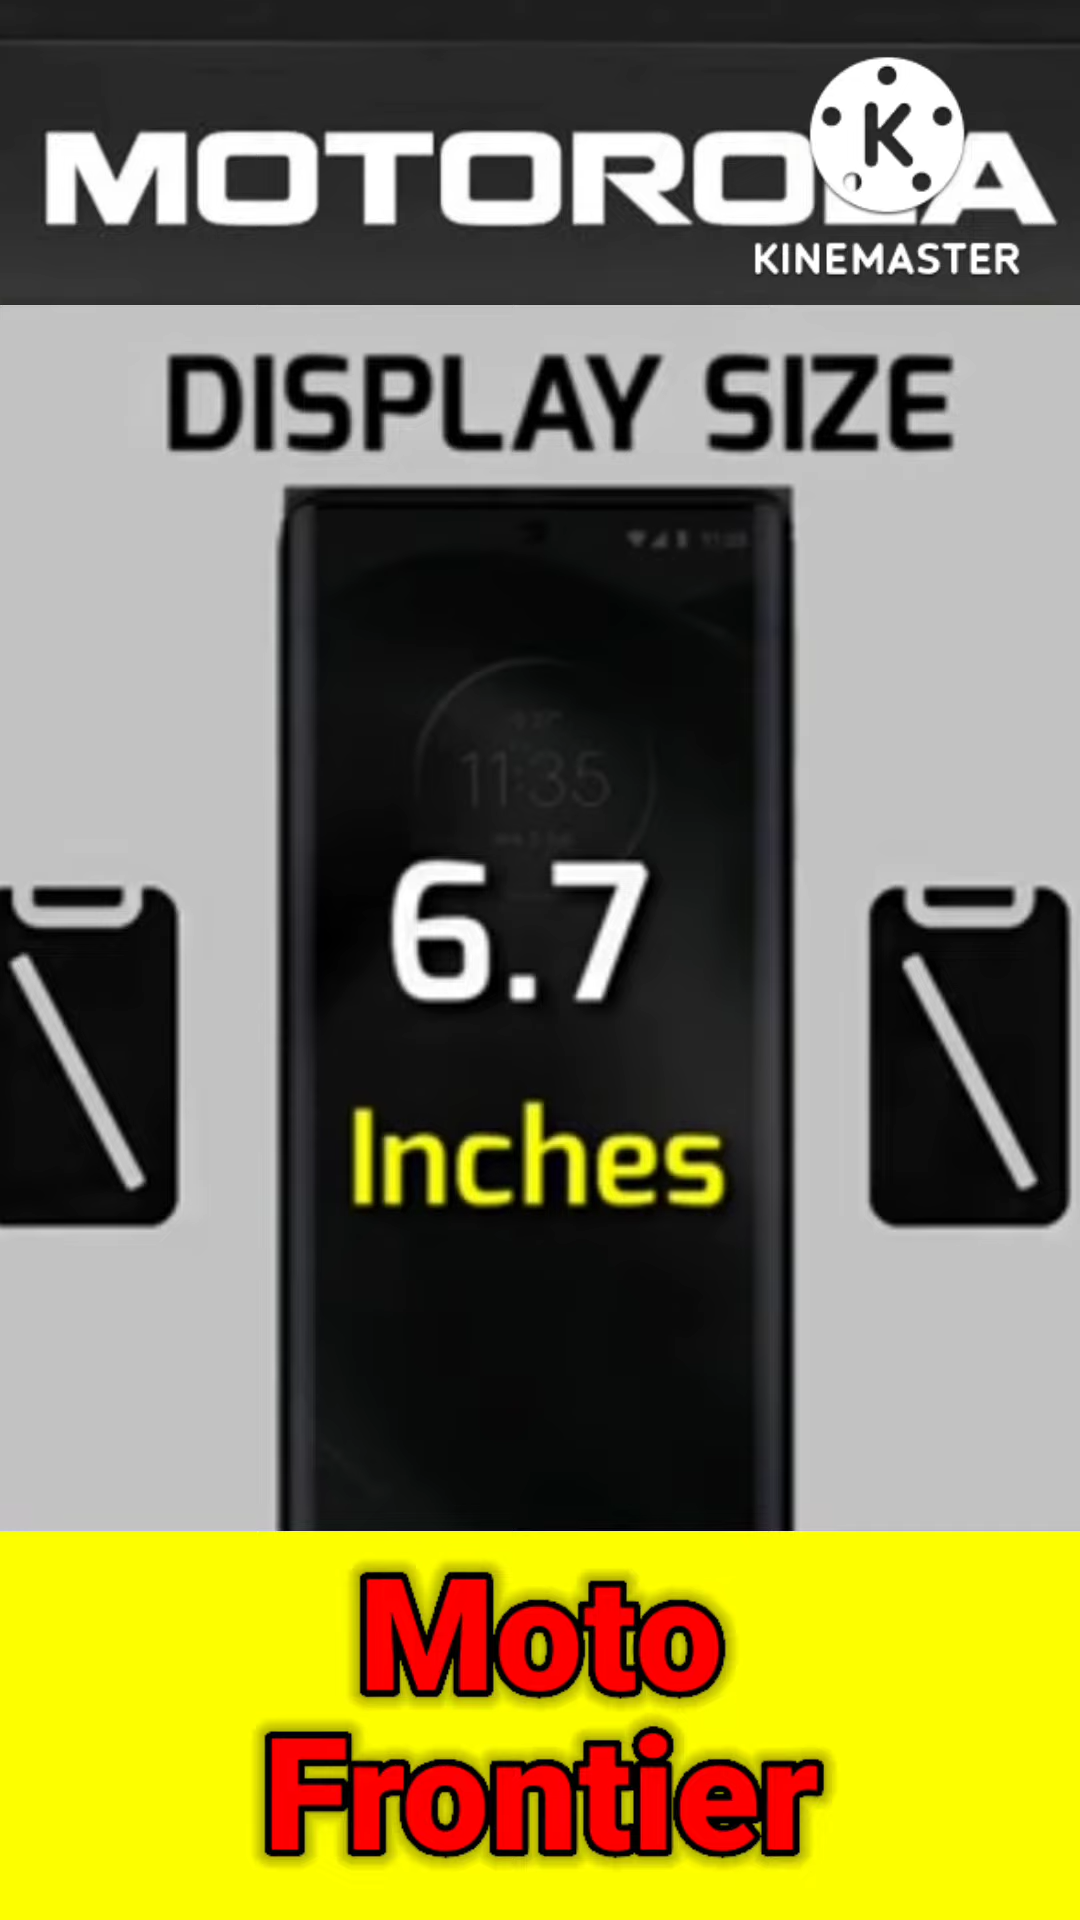 MOTOROLA
KINEMASTER
DISPLAY SIZE
11:35
6.7
Inches
Moto
Frontier